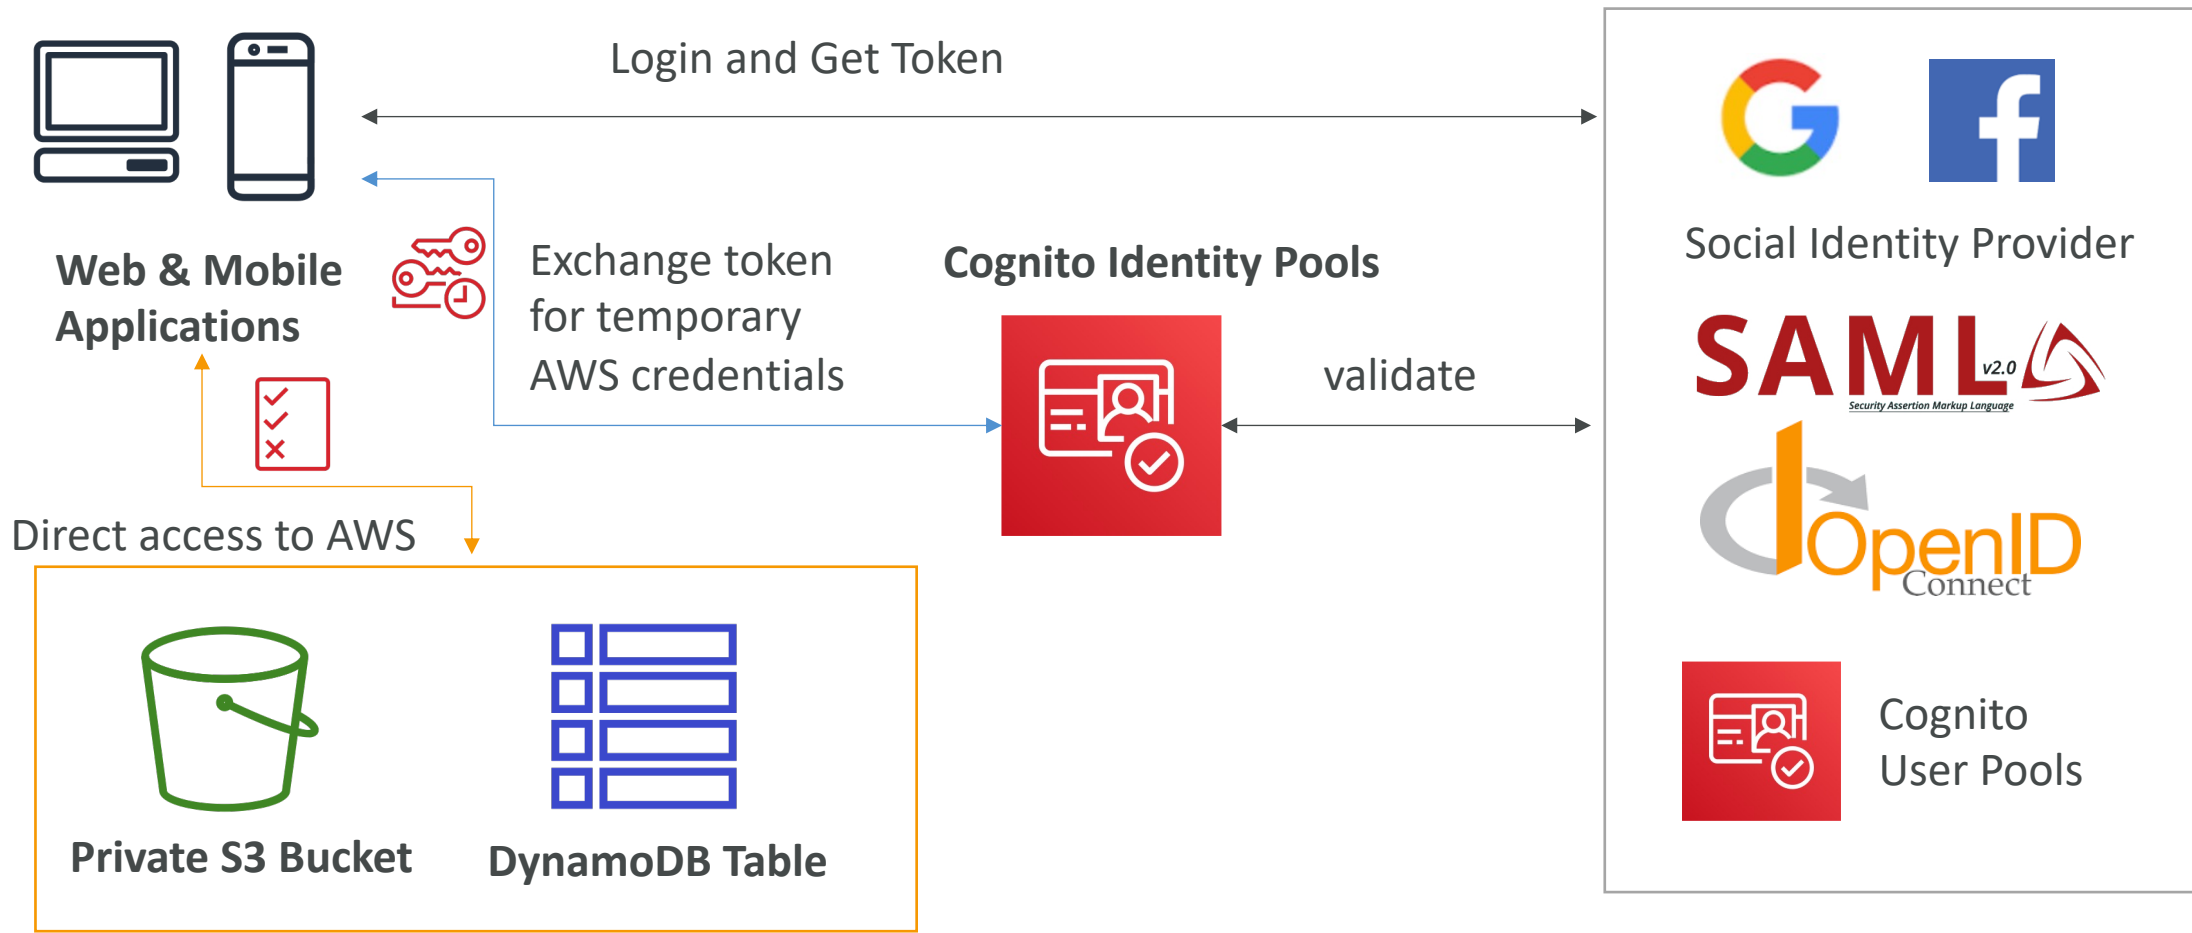 Login and Get Token
Web & Mobile
Applications
Exchange token
for temporary
AWS credentials
Cognito Identity Pools
validate
Social Identity Provider
SAML v2.0
Security Assertion Markup Language
OpenID
Connect
Cognito
User Pools
Direct access to AWS
Private S3 Bucket
DynamoDB Table